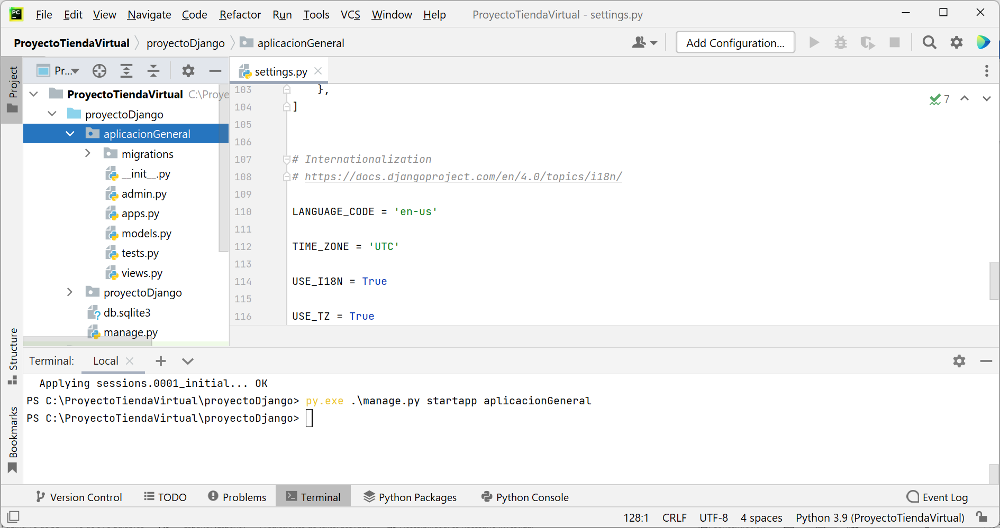 PC File Edit View Navigate Code Refactor Run Tools VCS Window Help ProyectoTiendaVirtual - settings.py
ProyectoTiendaVirtual proyectoDjango aplicacionGeneral Add Configuration...
Project
Pr...
settings.py
ProyectoTiendaVirtual C:\Proye
proyectoDjango
aplicacionGeneral
migrations
__init__.py
admin.py
apps.py
models.py
tests.py
views.py
proyectoDjango
db.sqlite3
manage.py
103 },
104 ]
105
106
107 # Internationalization
108 # https://docs.djangoproject.com/en/4.0/topics/i18n/
109
110 LANGUAGE_CODE = 'en-us'
111
112 TIME_ZONE = 'UTC'
113
114 USE_I18N = True
115
116 USE_TZ = True
7
Structure
Bookmarks
Terminal: Local
Applying sessions.0001_initial... OK
PS C:\ProyectoTiendaVirtual\proyectoDjango> py.exe .\manage.py startapp aplicacionGeneral
PS C:\ProyectoTiendaVirtual\proyectoDjango>
Version Control TODO Problems Terminal Python Packages Python Console Event Log
128:1 CRLF UTF-8 4 spaces Python 3.9 (ProyectoTiendaVirtual)